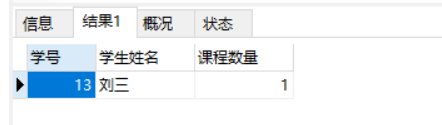 信息 结果1 概况 状态
学号 学生姓名 课程数量
13 刘三 1